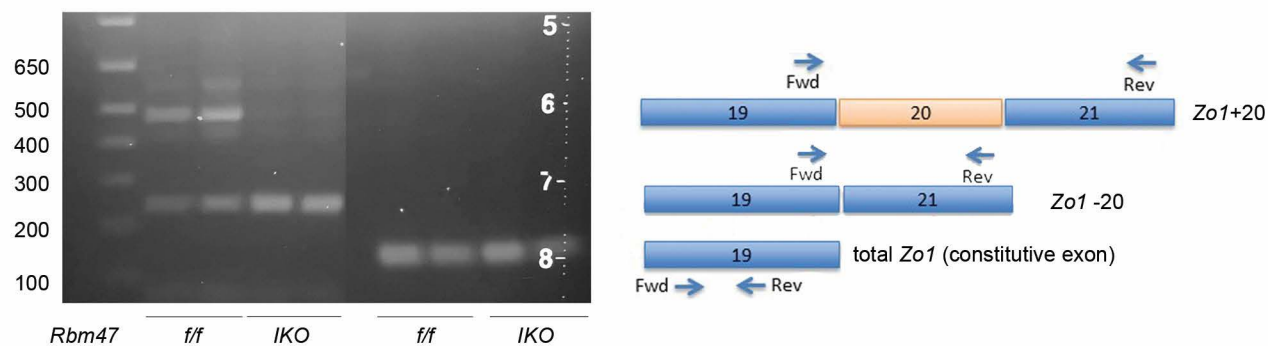 650
500
400
300
200
100
5
6
7
8
Rbm47 f/f IKO f/f IKO
Fwd Rev
19 20 21 Zo1+20
Fwd Rev
19 21 Zo1 -20
19 total Zo1 (constitutive exon)
Fwd Rev